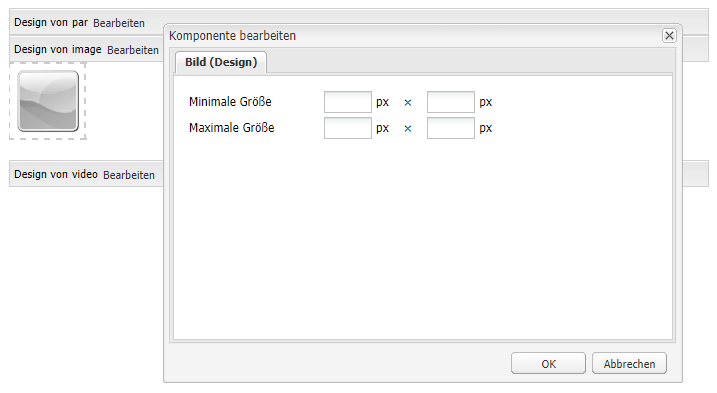 Design von par Bearbeiten
Design von image Bearbeiten
Design von video Bearbeiten
Komponente bearbeiten
Bild (Design)
Minimale Größe px × px
Maximale Größe px × px
OK Abbrechen